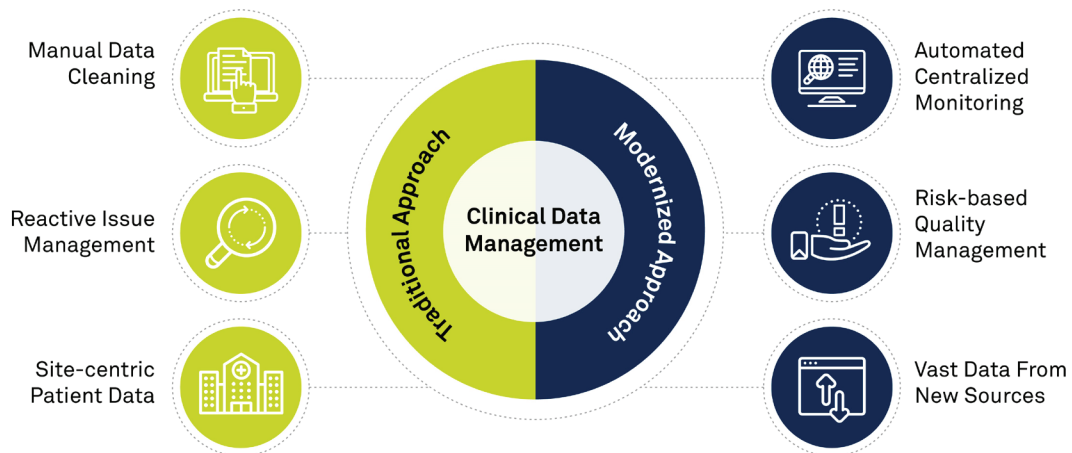 Manual Data
Cleaning
Reactive Issue
Management
Site-centric
Patient Data
Traditional Approach
Clinical Data
Management
Modernized Approach
Automated
Centralized
Monitoring
Risk-based
Quality
Management
Vast Data From
New Sources